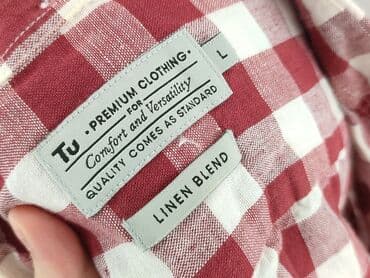 Tu
• PREMIUM CLOTHING •
FOR
Comfort and Versatility
QUALITY COMES AS STANDARD
L
LINEN BLEND